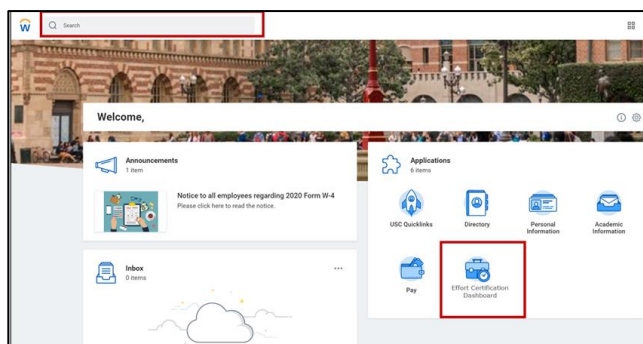 W
Search
Welcome,
Announcements
1 item
Notice to all employees regarding 2020 Form W-4
Please click here to read the notice.
Inbox
0 items
Applications
6 items
USC Quicklinks
Directory
Personal
Information
Academic
Information
Pay
Effort Certification
Dashboard